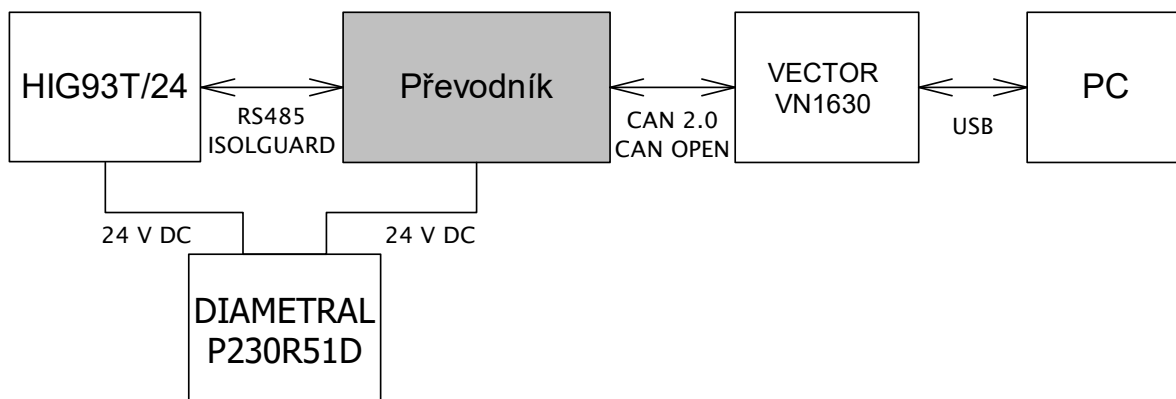 HIG93T/24
RS485
ISOLGUARD
Převodník
CAN 2.0
CAN OPEN
VECTOR
VN1630
USB
PC
24 V DC
24 V DC
DIAMETRAL
P230R51D